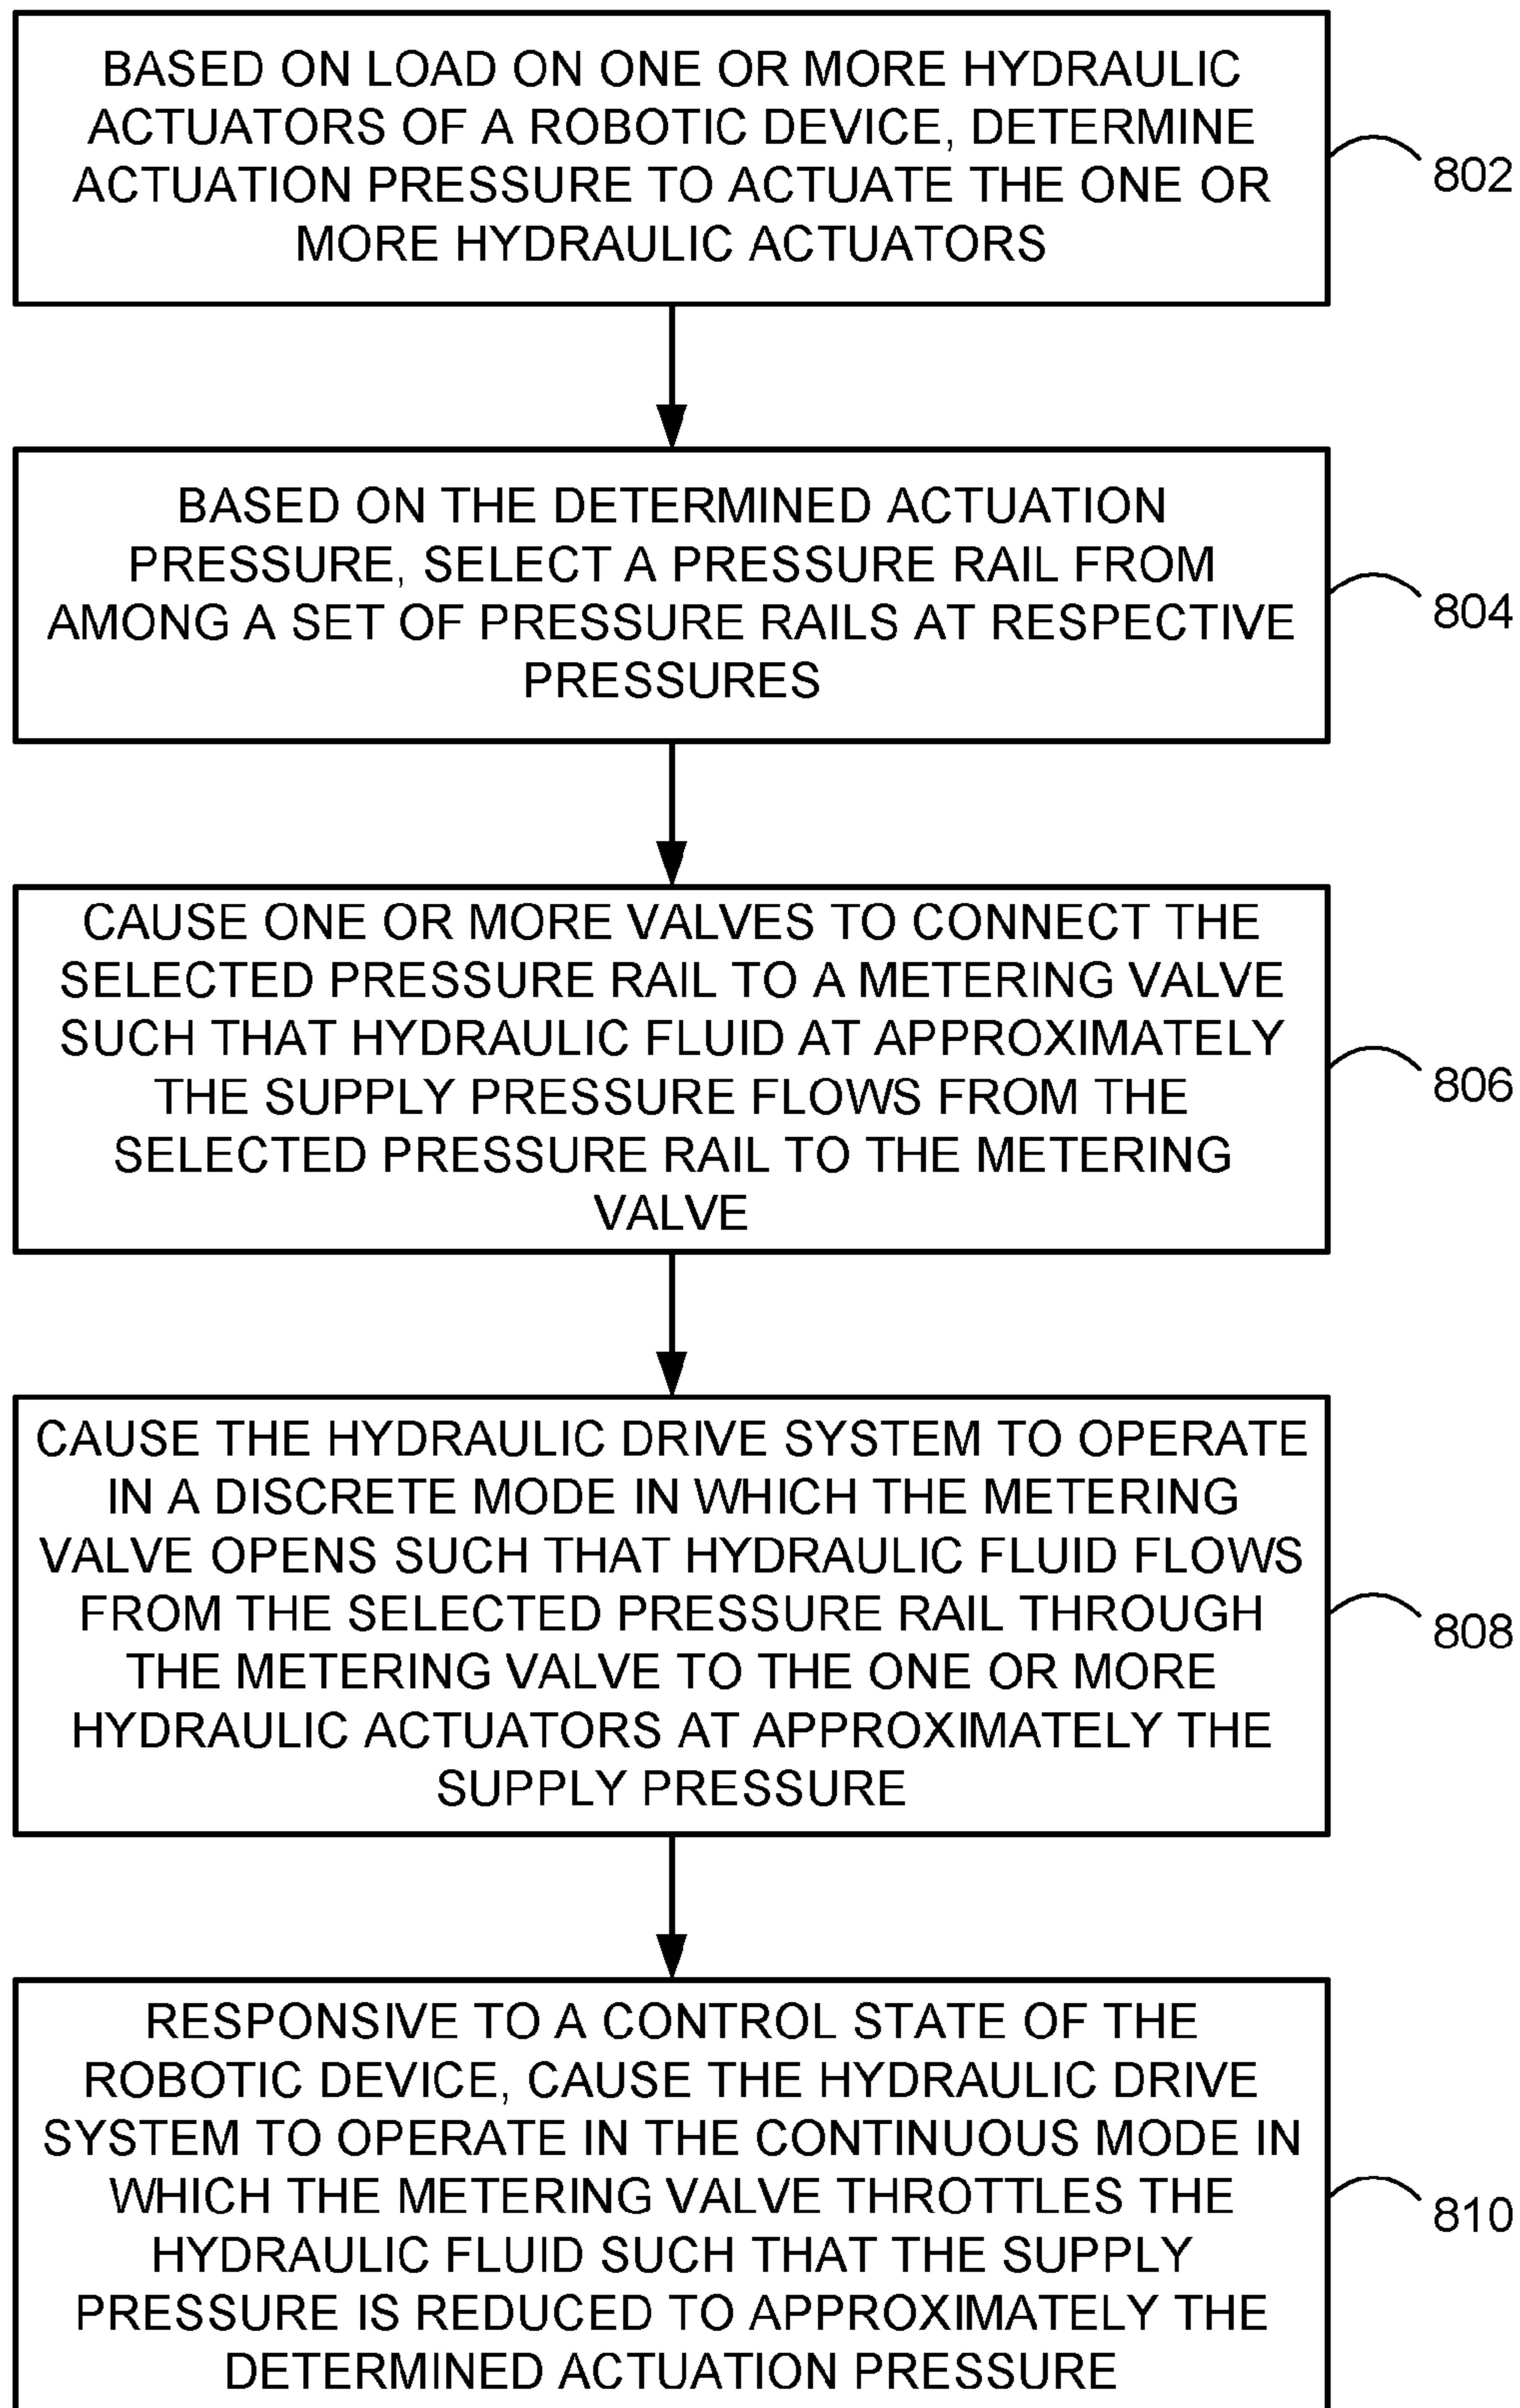 BASED ON LOAD ON ONE OR MORE HYDRAULIC
ACTUATORS OF A ROBOTIC DEVICE, DETERMINE
ACTUATION PRESSURE TO ACTUATE THE ONE OR
MORE HYDRAULIC ACTUATORS
802
BASED ON THE DETERMINED ACTUATION
PRESSURE, SELECT A PRESSURE RAIL FROM
AMONG A SET OF PRESSURE RAILS AT RESPECTIVE
PRESSURES
804
CAUSE ONE OR MORE VALVES TO CONNECT THE
SELECTED PRESSURE RAIL TO A METERING VALVE
SUCH THAT HYDRAULIC FLUID AT APPROXIMATELY
THE SUPPLY PRESSURE FLOWS FROM THE
SELECTED PRESSURE RAIL TO THE METERING
VALVE
806
CAUSE THE HYDRAULIC DRIVE SYSTEM TO OPERATE
IN A DISCRETE MODE IN WHICH THE METERING
VALVE OPENS SUCH THAT HYDRAULIC FLUID FLOWS
FROM THE SELECTED PRESSURE RAIL THROUGH
THE METERING VALVE TO THE ONE OR MORE
HYDRAULIC ACTUATORS AT APPROXIMATELY THE
SUPPLY PRESSURE
808
RESPONSIVE TO A CONTROL STATE OF THE
ROBOTIC DEVICE, CAUSE THE HYDRAULIC DRIVE
SYSTEM TO OPERATE IN THE CONTINUOUS MODE IN
WHICH THE METERING VALVE THROTTLES THE
HYDRAULIC FLUID SUCH THAT THE SUPPLY
PRESSURE IS REDUCED TO APPROXIMATELY THE
DETERMINED ACTUATION PRESSURE
810